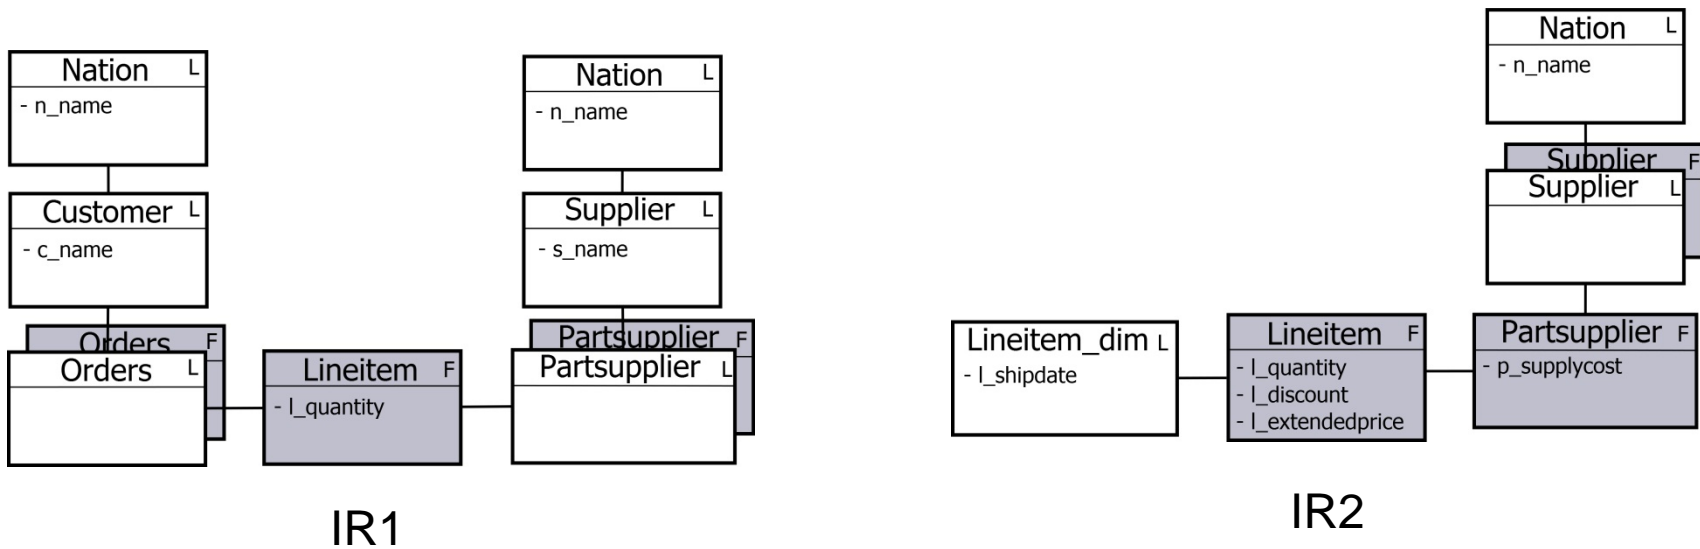 Nation L
- n_name
Customer L
- c_name
Orders F
Orders L
Lineitem F
- l_quantity
Nation L
- n_name
Supplier L
- s_name
Partsupplier F
Partsupplier L
IR1
Nation L
- n_name
Supplier F
Supplier L
Lineitem_dim L
- l_shipdate
Lineitem F
- l_quantity
- l_discount
- l_extendedprice
Partsupplier F
- p_supplycost
IR2